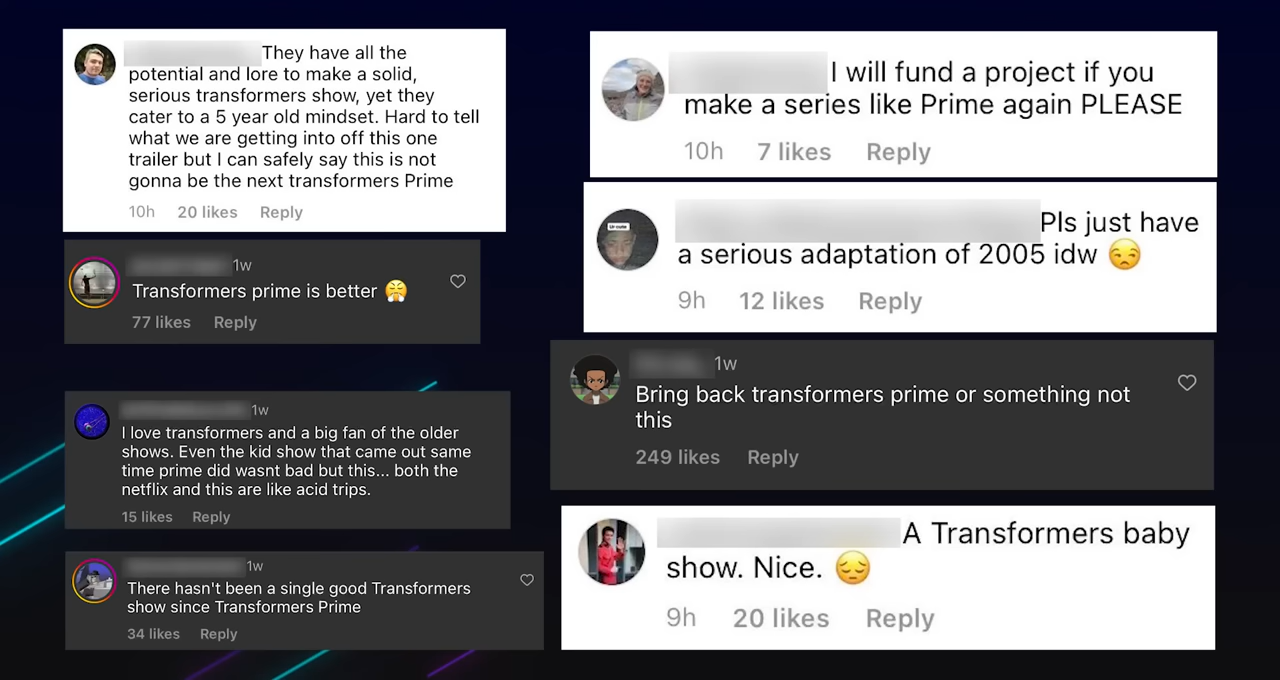 They have all the
potential and lore to make a solid,
serious transformers show, yet they
cater to a 5 year old mindset. Hard to tell
what we are getting into off this one
trailer but I can safely say this is not
gonna be the next transformers Prime
10h 20 likes Reply
1w
Transformers prime is better 😤
77 likes Reply
1w
I love transformers and a big fan of the older
shows. Even the kid show that came out same
time prime did wasnt bad but this... both the
netflix and this are like acid trips.
15 likes Reply
1w
There hasn't been a single good Transformers
show since Transformers Prime
34 likes Reply
I will fund a project if you
make a series like Prime again PLEASE
10h 7 likes Reply
Pls just have
a serious adaptation of 2005 idw 😒
9h 12 likes Reply
1w
Bring back transformers prime or something not
this
249 likes Reply
A Transformers baby
show. Nice. 😔
9h 20 likes Reply